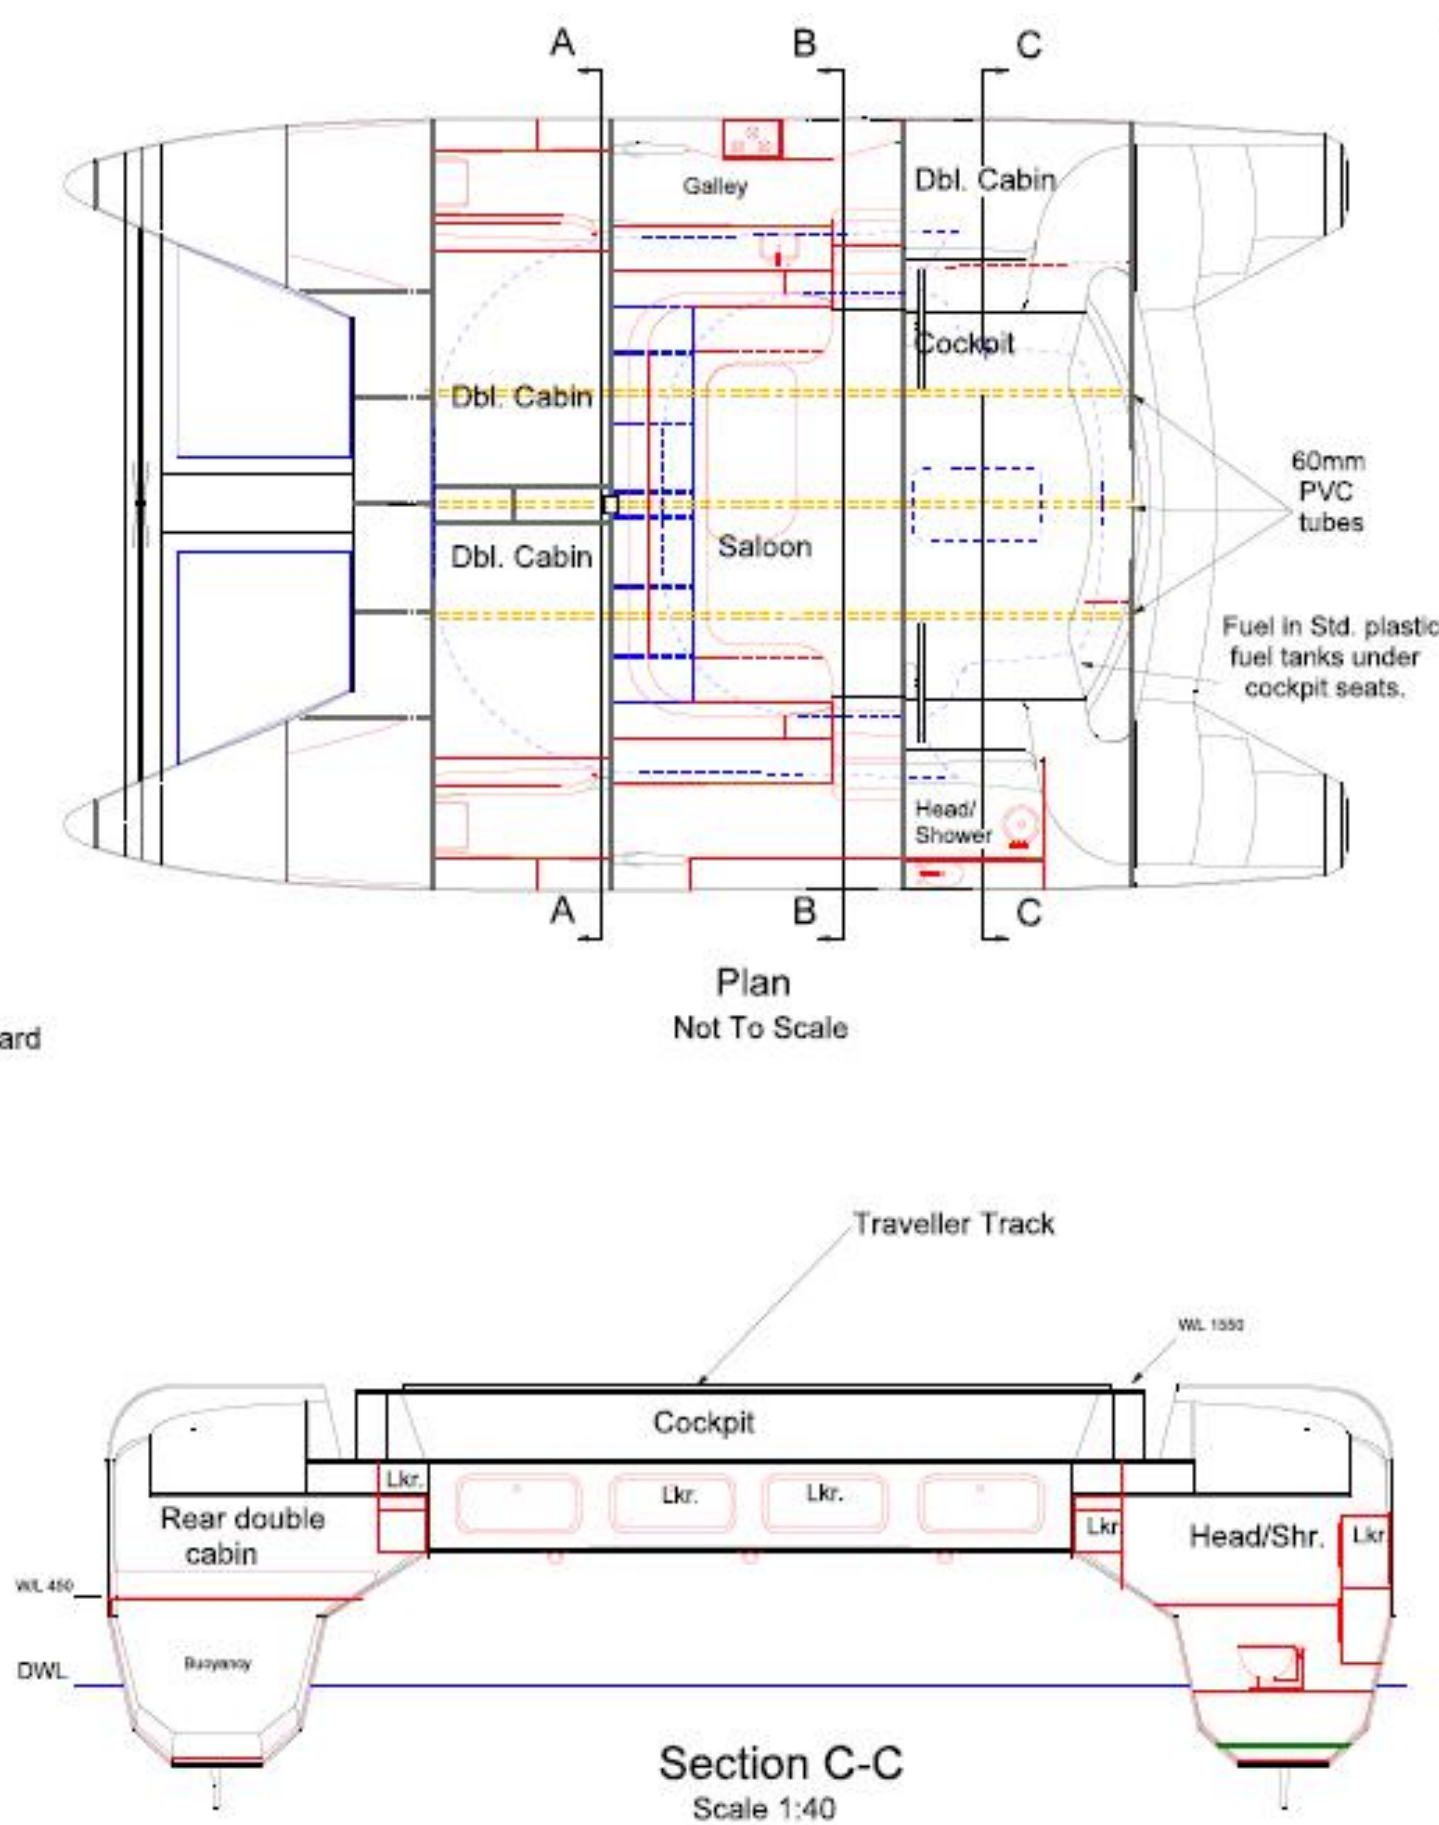 A
B
C
Galley
Dbl. Cabin
Cockpit
Dbl. Cabin
60mm
PVC
tubes
Saloon
Dbl. Cabin
Fuel in Std. plastic
fuel tanks under
cockpit seats.
Head/
Shower
A
B
C
Plan
Not To Scale
ard
Traveller Track
W/L 1550
Cockpit
Lkr.
Lkr.
Lkr.
Rear double
cabin
Lkr
Head/Shr.
Lkr
W/L 450
Buoyancy
DWL
Section C-C
Scale 1:40